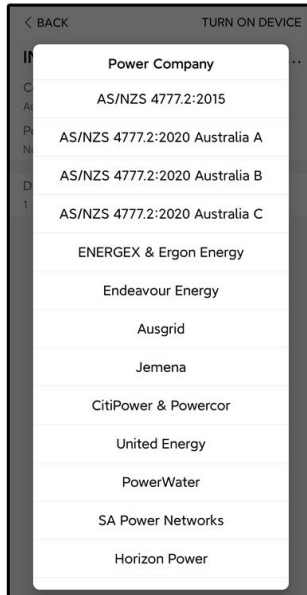 < BACK
TURN ON DEVICE
Power Company
AS/NZS 4777.2:2015
AS/NZS 4777.2:2020 Australia A
AS/NZS 4777.2:2020 Australia B
AS/NZS 4777.2:2020 Australia C
ENERGEX & Ergon Energy
Endeavour Energy
Ausgrid
Jemena
CitiPower & Powercor
United Energy
PowerWater
SA Power Networks
Horizon Power
1